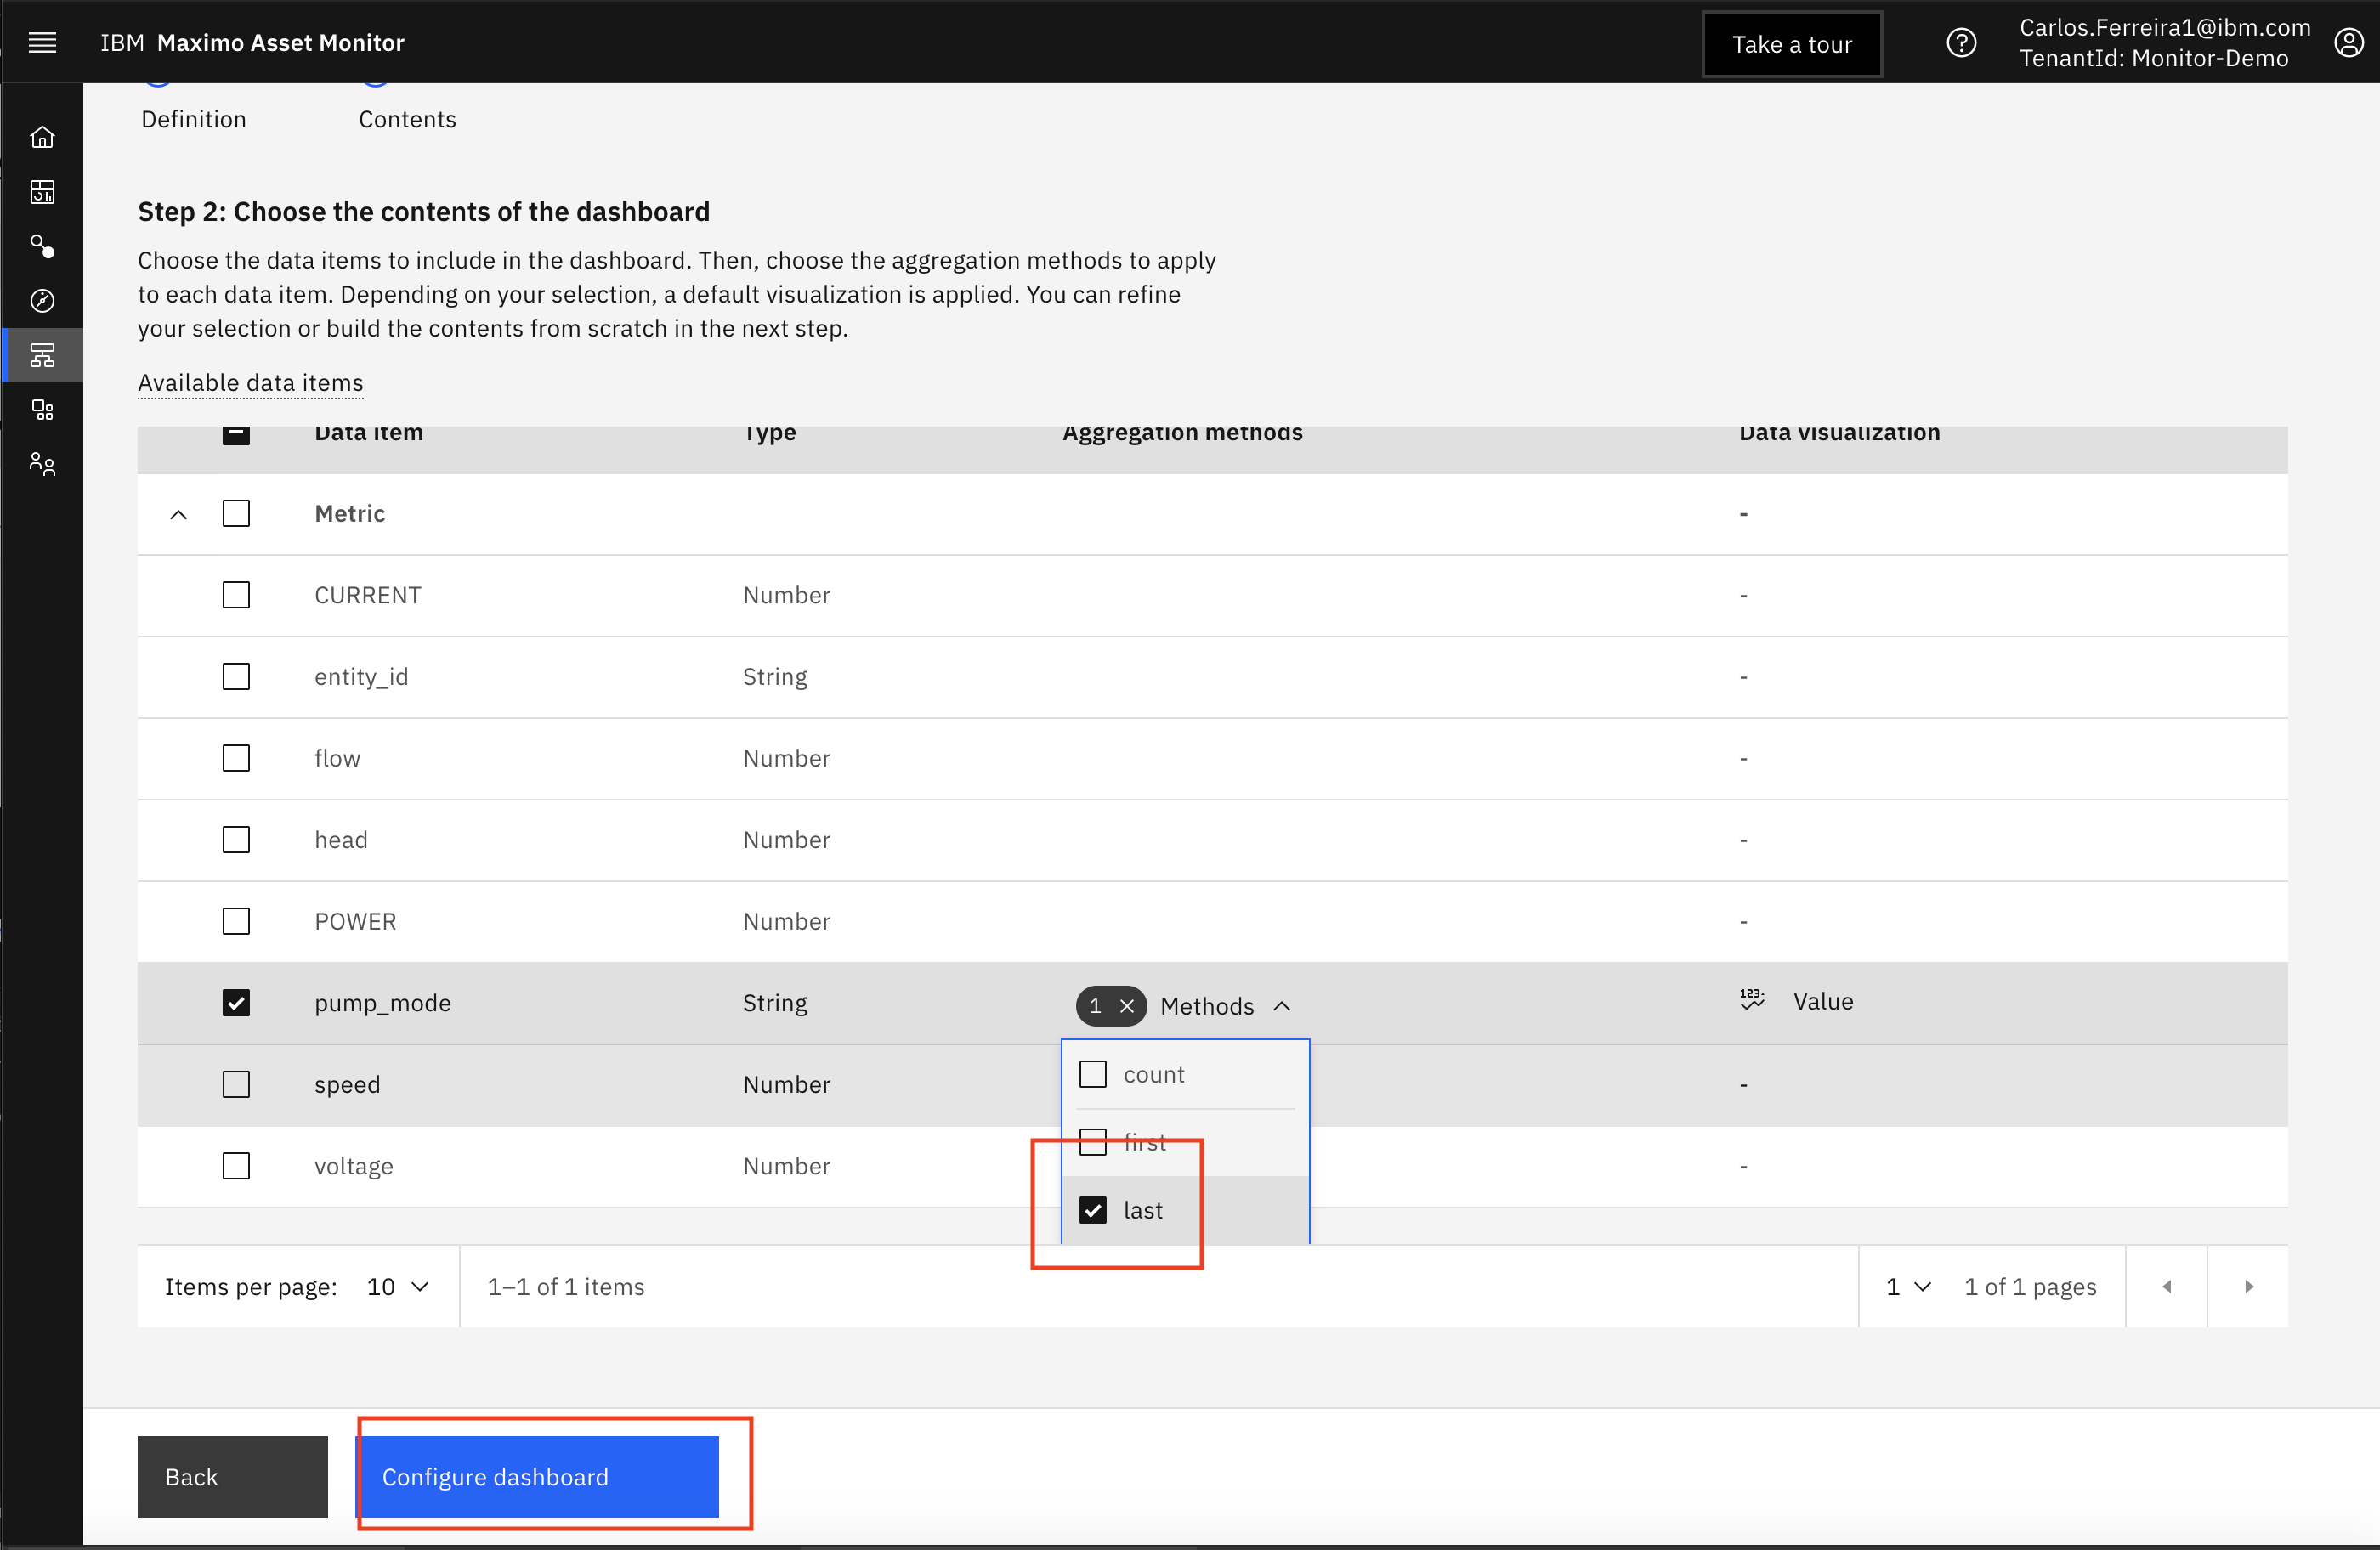 IBM Maximo Asset Monitor
Take a tour
Carlos.Ferreira1@ibm.com
TenantId: Monitor-Demo
Definition
Contents
Step 2: Choose the contents of the dashboard
Choose the data items to include in the dashboard. Then, choose the aggregation methods to apply
to each data item. Depending on your selection, a default visualization is applied. You can refine
your selection or build the contents from scratch in the next step.
Available data items
Data item Type Aggregation methods Data visualization
Metric -
CURRENT Number -
entity_id String -
flow Number -
head Number -
POWER Number -
pump_mode String 1 Methods 123 Value
speed Number -
count
first
voltage Number -
last
Items per page: 10 1–1 of 1 items 1 1 of 1 pages
Back
Configure dashboard